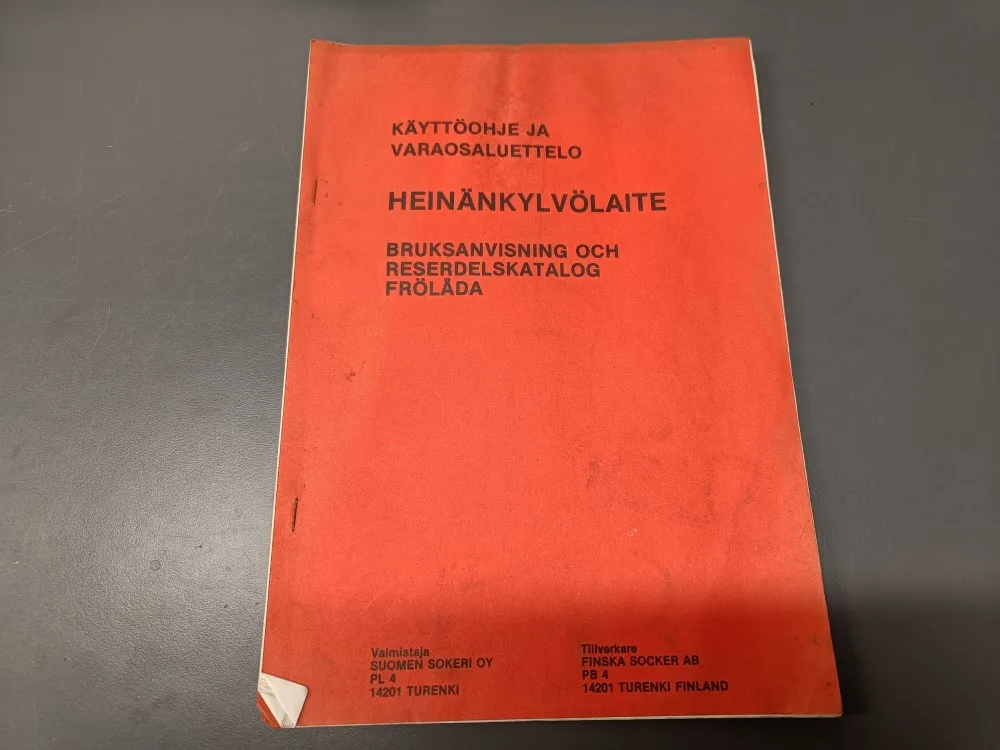 KÄYTTÖOHJE JA
VARAOSALUETTELO
HEINÄNKYLVÖLAITE
BRUKSANVISNING OCH
RESERDELSKATALOG
FRÖLÅDA
Valmistaja
SUOMEN SOKERI OY
PL 4
14201 TURENKI
Tillverkare
FINSKA SOCKER AB
PB 4
14201 TURENKI FINLAND